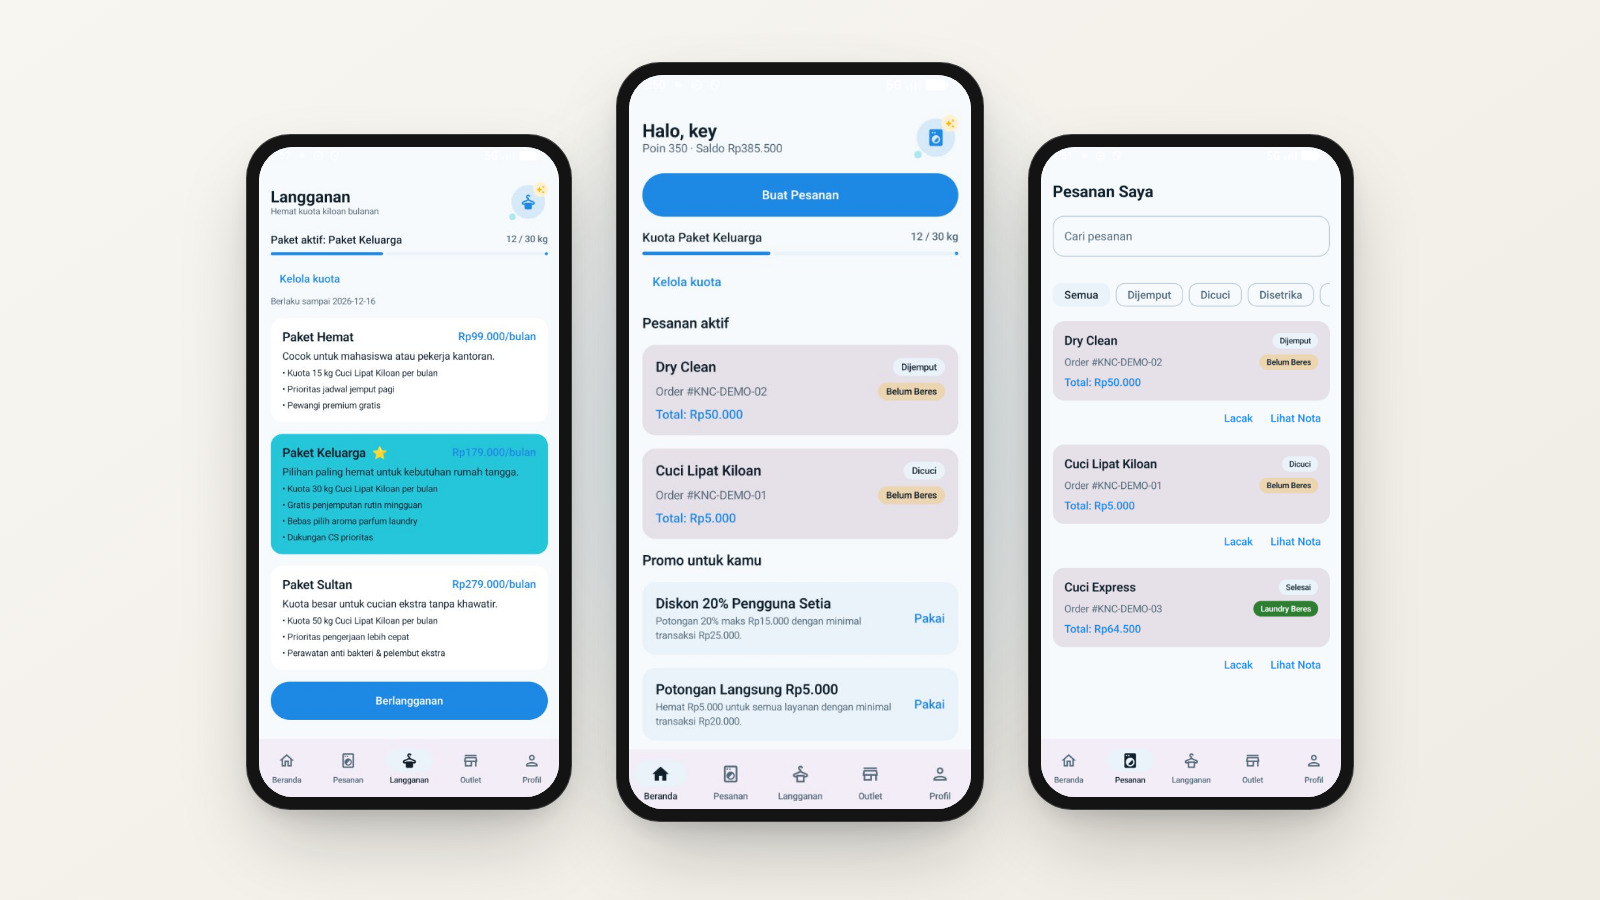 Langganan
Hemat kuota kiloan bulanan
Paket aktif: Paket Keluarga
12 / 30 kg
Kelola kuota
Berlaku sampai 2026-12-16
Paket Hemat
Rp99.000/bulan
Cocok untuk mahasiswa atau pekerja kantoran.
• Kuota 15 kg Cuci Lipat Kiloan per bulan
• Prioritas jadwal jemput pagi
• Pewangi premium gratis
Paket Keluarga ⭐
Rp179.000/bulan
Pilihan paling hemat untuk kebutuhan rumah tangga.
• Kuota 30 kg Cuci Lipat Kiloan per bulan
• Gratis penjemputan rutin mingguan
• Bebas pilih aroma parfum laundry
• Dukungan CS prioritas
Paket Sultan
Rp279.000/bulan
Kuota besar untuk cucian ekstra tanpa khawatir.
• Kuota 50 kg Cuci Lipat Kiloan per bulan
• Prioritas pengerjaan lebih cepat
• Perawatan anti bakteri & pelembut ekstra
Berlangganan
Beranda
Pesanan
Langganan
Outlet
Profil
Halo, key
Poin 350 · Saldo Rp385.500
Buat Pesanan
Kuota Paket Keluarga
12 / 30 kg
Kelola kuota
Pesanan aktif
Dry Clean
Dijemput
Order #KNC-DEMO-02
Belum Beres
Total: Rp50.000
Cuci Lipat Kiloan
Dicuci
Order #KNC-DEMO-01
Belum Beres
Total: Rp5.000
Promo untuk kamu
Diskon 20% Pengguna Setia
Potongan 20% maks Rp15.000 dengan minimal
transaksi Rp25.000.
Pakai
Potongan Langsung Rp5.000
Hemat Rp5.000 untuk semua layanan dengan minimal
transaksi Rp20.000.
Pakai
Beranda
Pesanan
Langganan
Outlet
Profil
Pesanan Saya
Cari pesanan
Semua
Dijemput
Dicuci
Disetrika
Dry Clean
Dijemput
Order #KNC-DEMO-02
Belum Beres
Total: Rp50.000
Lacak
Lihat Nota
Cuci Lipat Kiloan
Dicuci
Order #KNC-DEMO-01
Belum Beres
Total: Rp5.000
Lacak
Lihat Nota
Cuci Express
Selesai
Order #KNC-DEMO-03
Laundry Beres
Total: Rp64.500
Lacak
Lihat Nota
Beranda
Pesanan
Langganan
Outlet
Profil